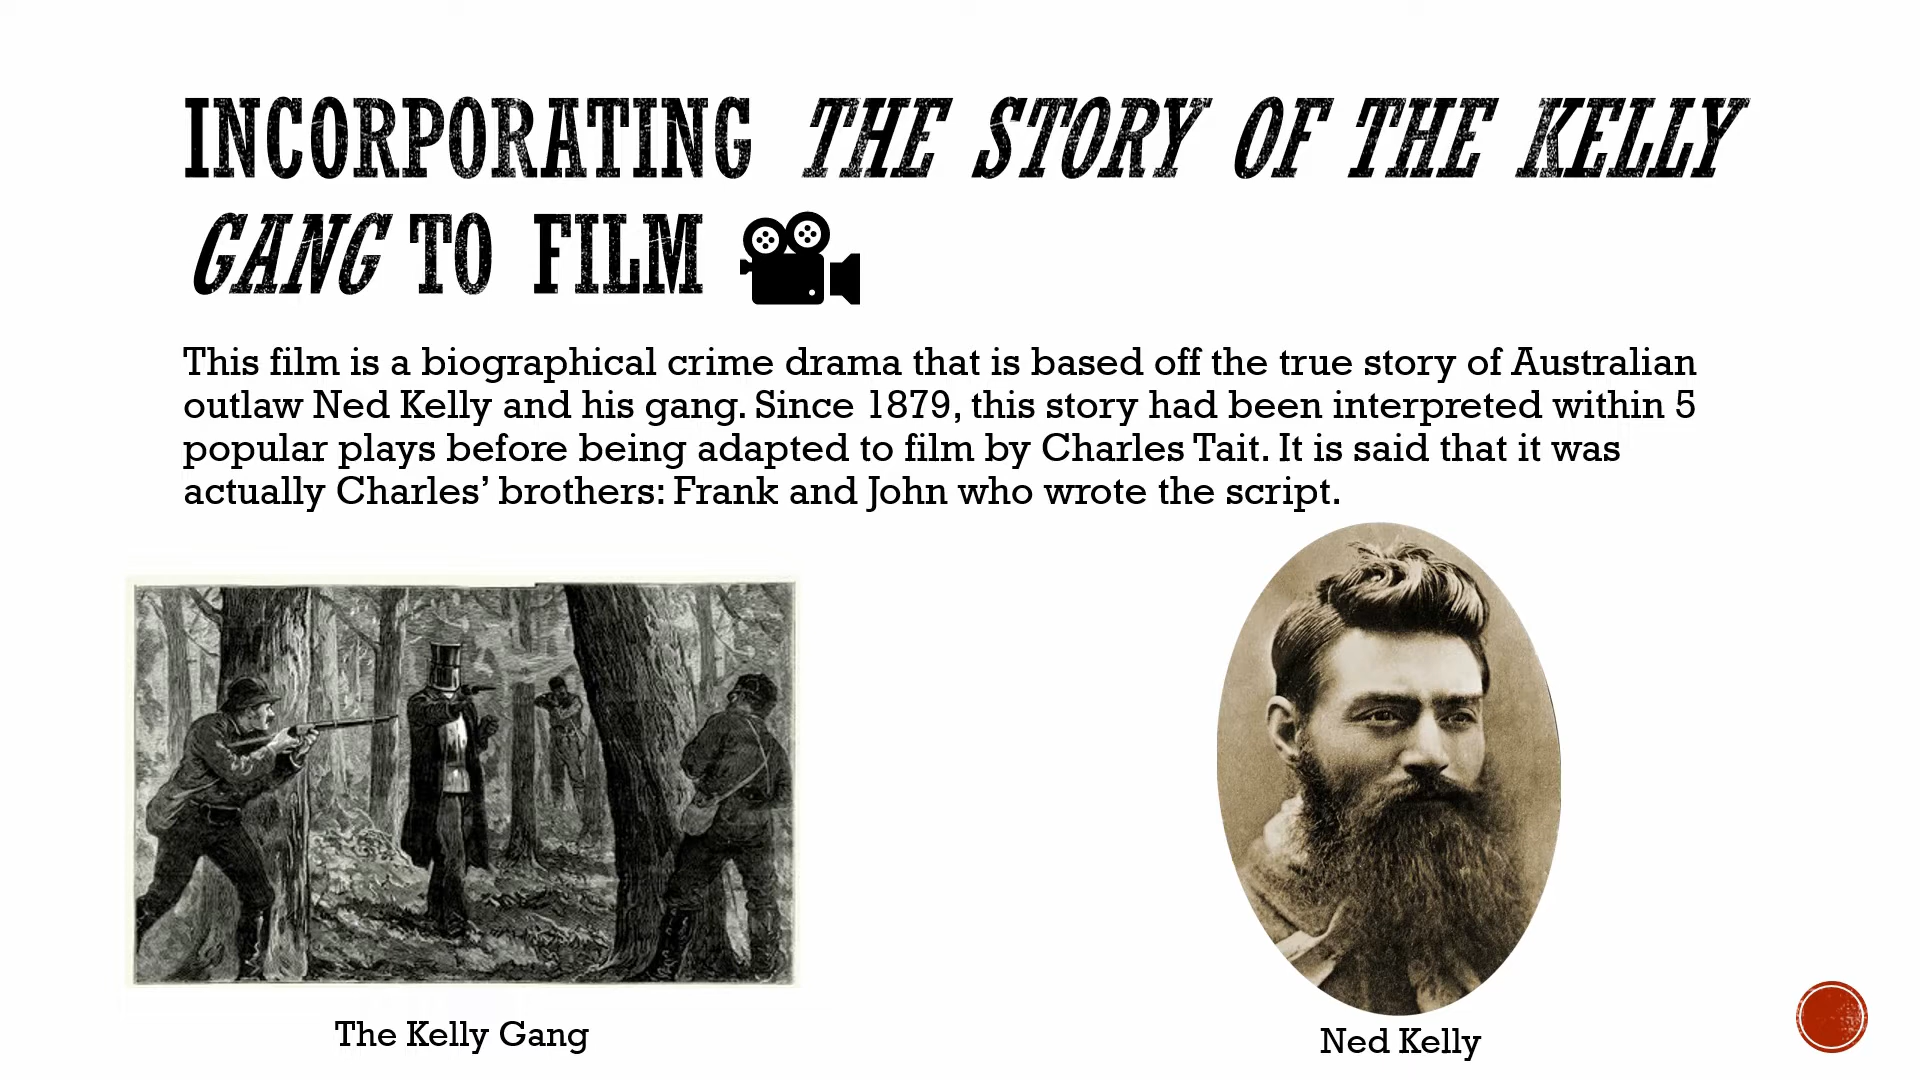 INCORPORATING THE STORY OF THE KELLY
GANG TO FILM
This film is a biographical crime drama that is based off the true story of Australian
outlaw Ned Kelly and his gang. Since 1879, this story had been interpreted within 5
popular plays before being adapted to film by Charles Tait. It is said that it was
actually Charles’ brothers: Frank and John who wrote the script.
The Kelly Gang
Ned Kelly